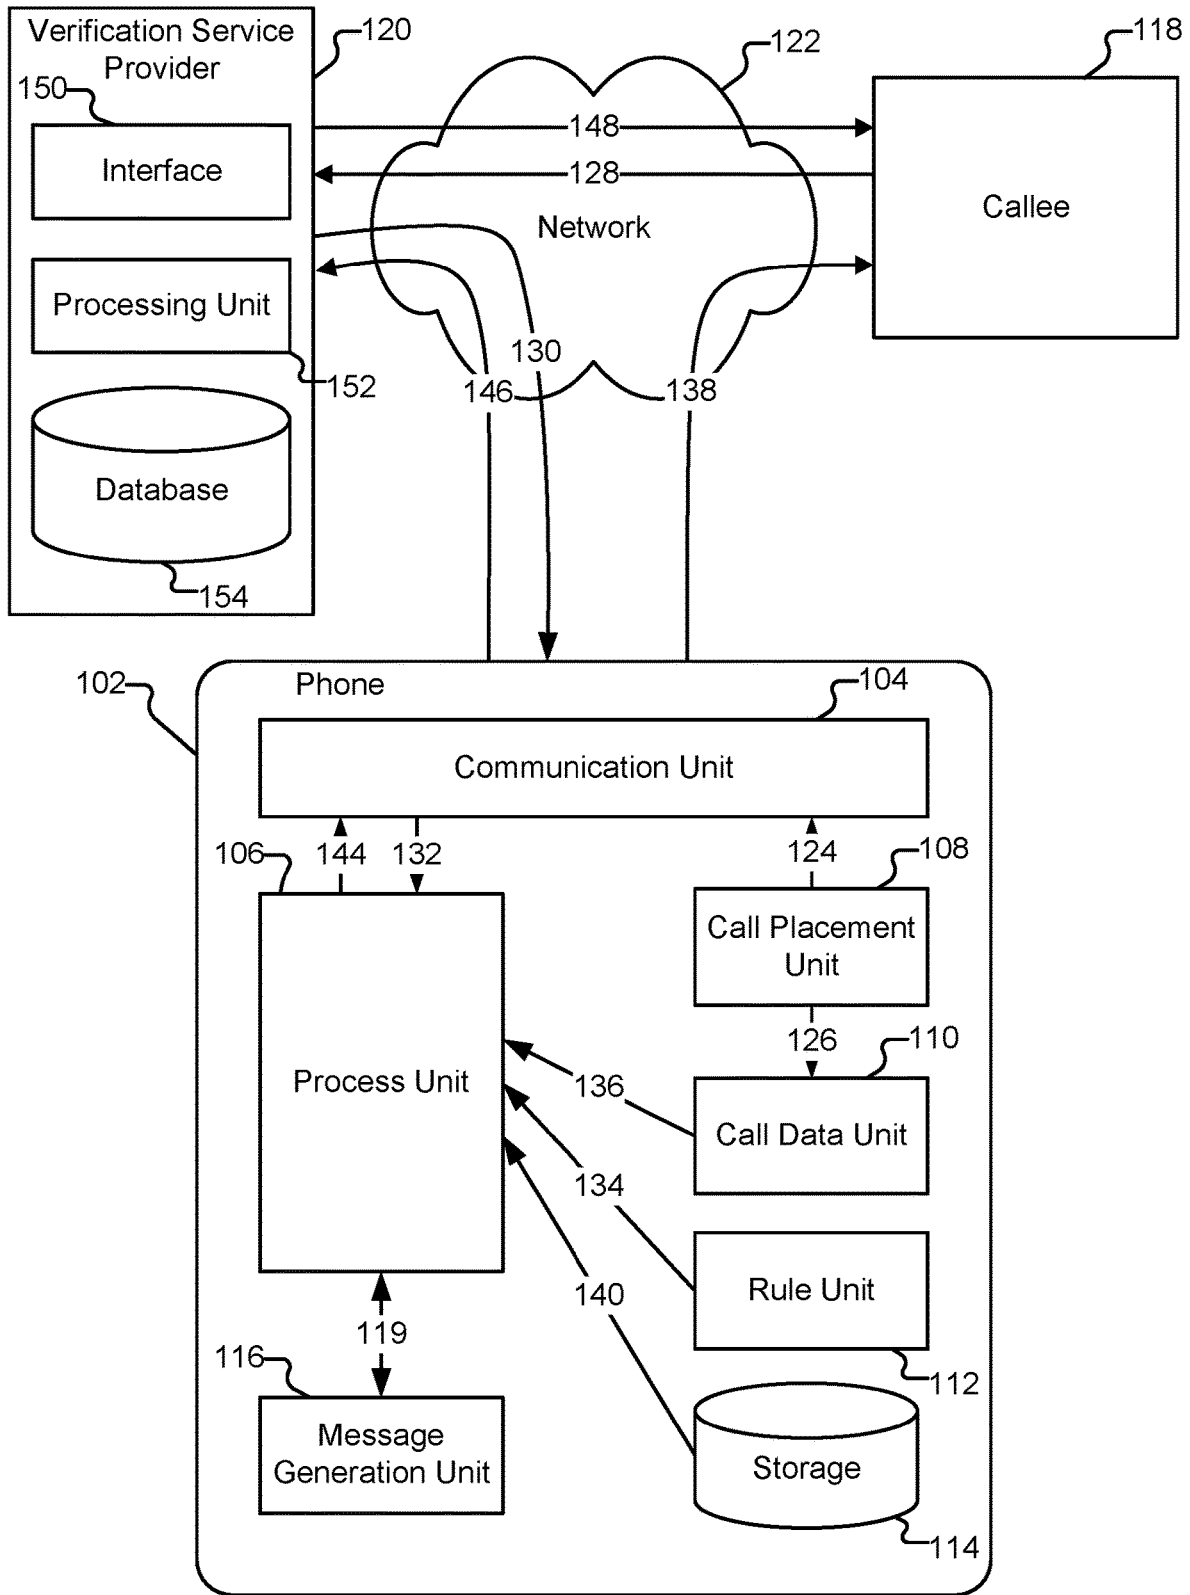 Verification Service
Provider
120
122
118
150
148
Interface
128
Callee
Network
Processing Unit
130
152
146
138
Database
154
102
Phone
104
Communication Unit
106
144
132
124
108
Call Placement
Unit
126
110
Process Unit
136
Call Data Unit
134
140
Rule Unit
119
116
112
Message
Generation Unit
Storage
114